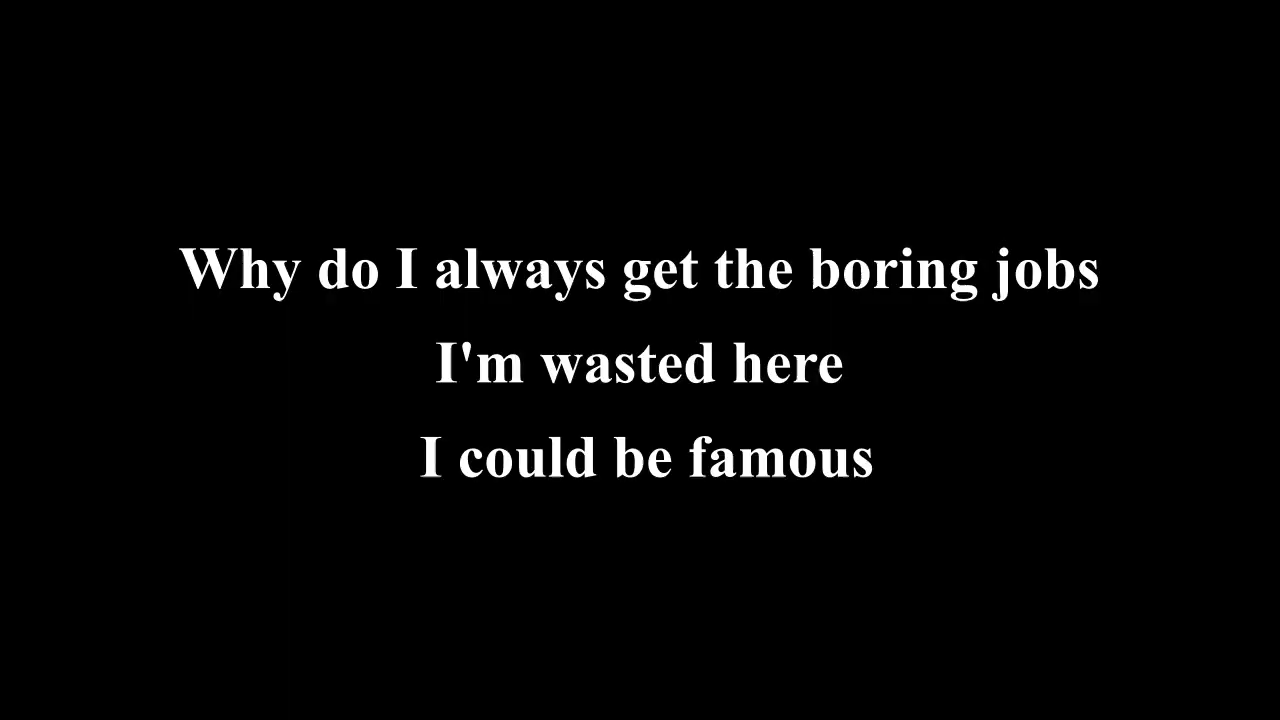 Why do I always get the boring jobs
I'm wasted here
I could be famous